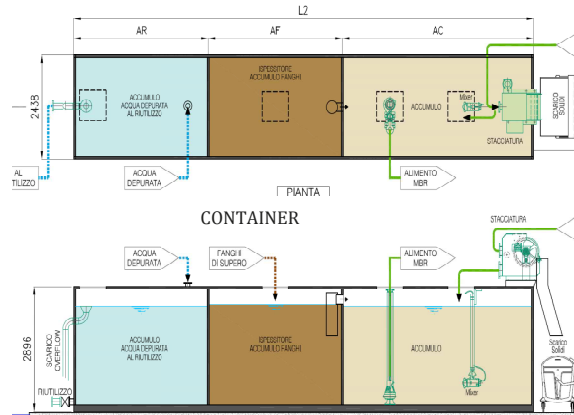 L2
AR
AF
AC
2438
ACCUMULO
ACQUA DEPURATA
AL RIUTILIZZO
ISPESSITORE
ACCUMULO FANGHI
ACCUMULO
Mixer
STACCIATURA
SCARICO
SOLIDI
AL
TILIZZO
ACQUA
DEPURATA
ALIMENTO
MBR
PIANTA
CONTAINER
STACCIATURA
ACQUA
DEPURATA
FANGHI
DI SUPERO
ALIMENTO
MBR
2896
SCARICO
OVERFLOW
ACCUMULO
ACQUA DEPURATA
AL RIUTILIZZO
ISPESSITORE
ACCUMULO FANGHI
ACCUMULO
Mixer
Scarico
Solidi
RIUTILIZZO